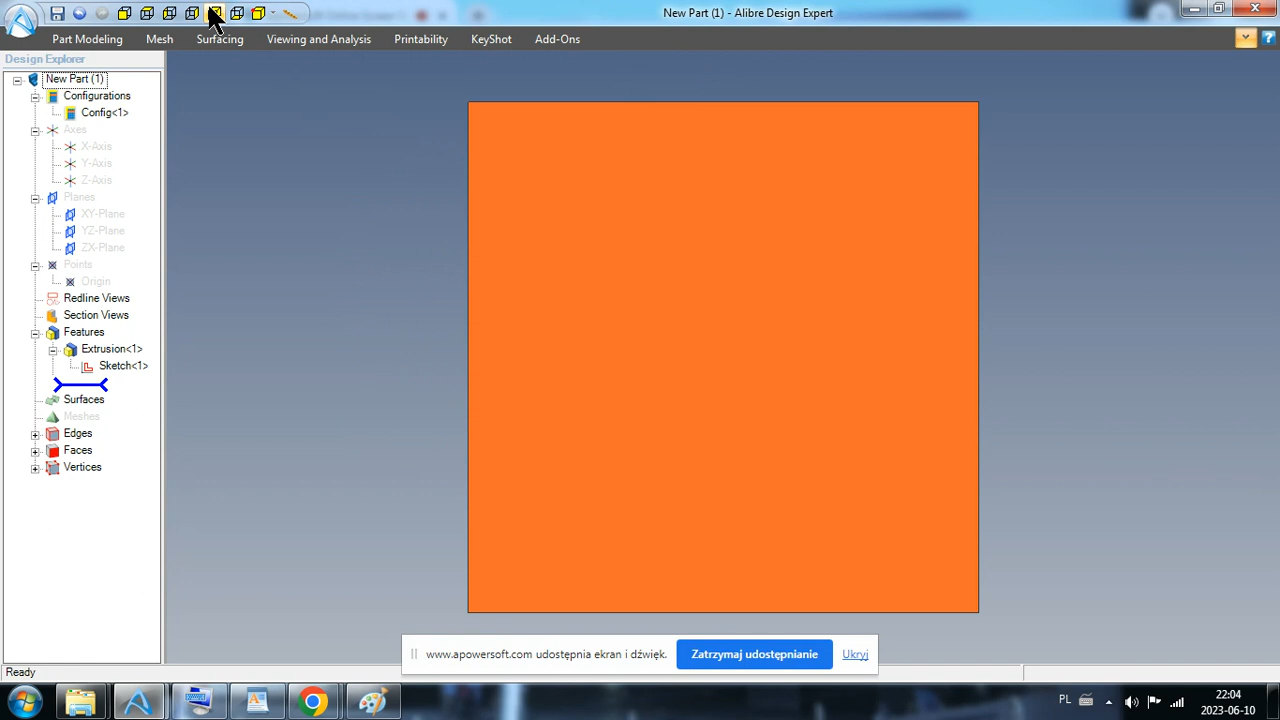 New Part (1) - Alibre Design Expert
Part Modeling Mesh Surfacing Viewing and Analysis Printability KeyShot Add-Ons
Design Explorer
New Part (1)
Configurations
Config<1>
Axes
X-Axis
Y-Axis
Z-Axis
Planes
XY-Plane
YZ-Plane
ZX-Plane
Points
Origin
Redline Views
Section Views
Features
Extrusion<1>
Sketch<1>
Surfaces
Meshes
Edges
Faces
Vertices
www.apowersoft.com udostępnia ekran i dźwięk. Zatrzymaj udostępnianie Ukryj
Ready
PL
22:04
2023-06-10